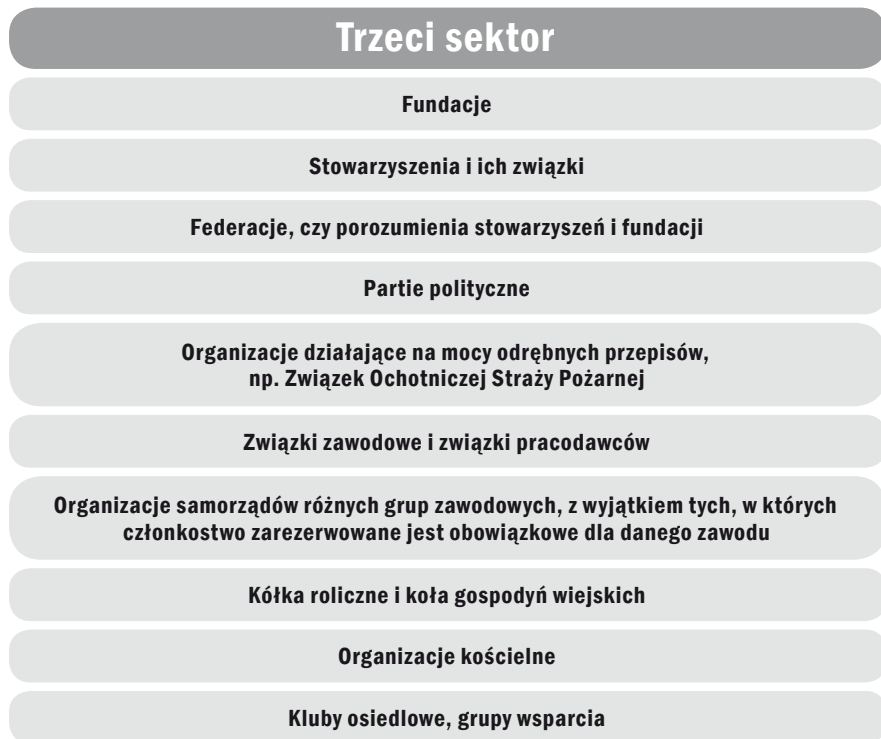 Trzeci sektor
Fundacje
Stowarzyszenia i ich związki
Federacje, czy porozumienia stowarzyszeń i fundacji
Partie polityczne
Organizacje działające na mocy odrębnych przepisów,
np. Związek Ochotniczej Straży Pożarnej
Związki zawodowe i związki pracodawców
Organizacje samorządów różnych grup zawodowych, z wyjątkiem tych, w których
członkostwo zarezerwowane jest obowiązkowe dla danego zawodu
Kółka roliczne i koła gospodyń wiejskich
Organizacje kościelne
Kluby osiedlowe, grupy wsparcia